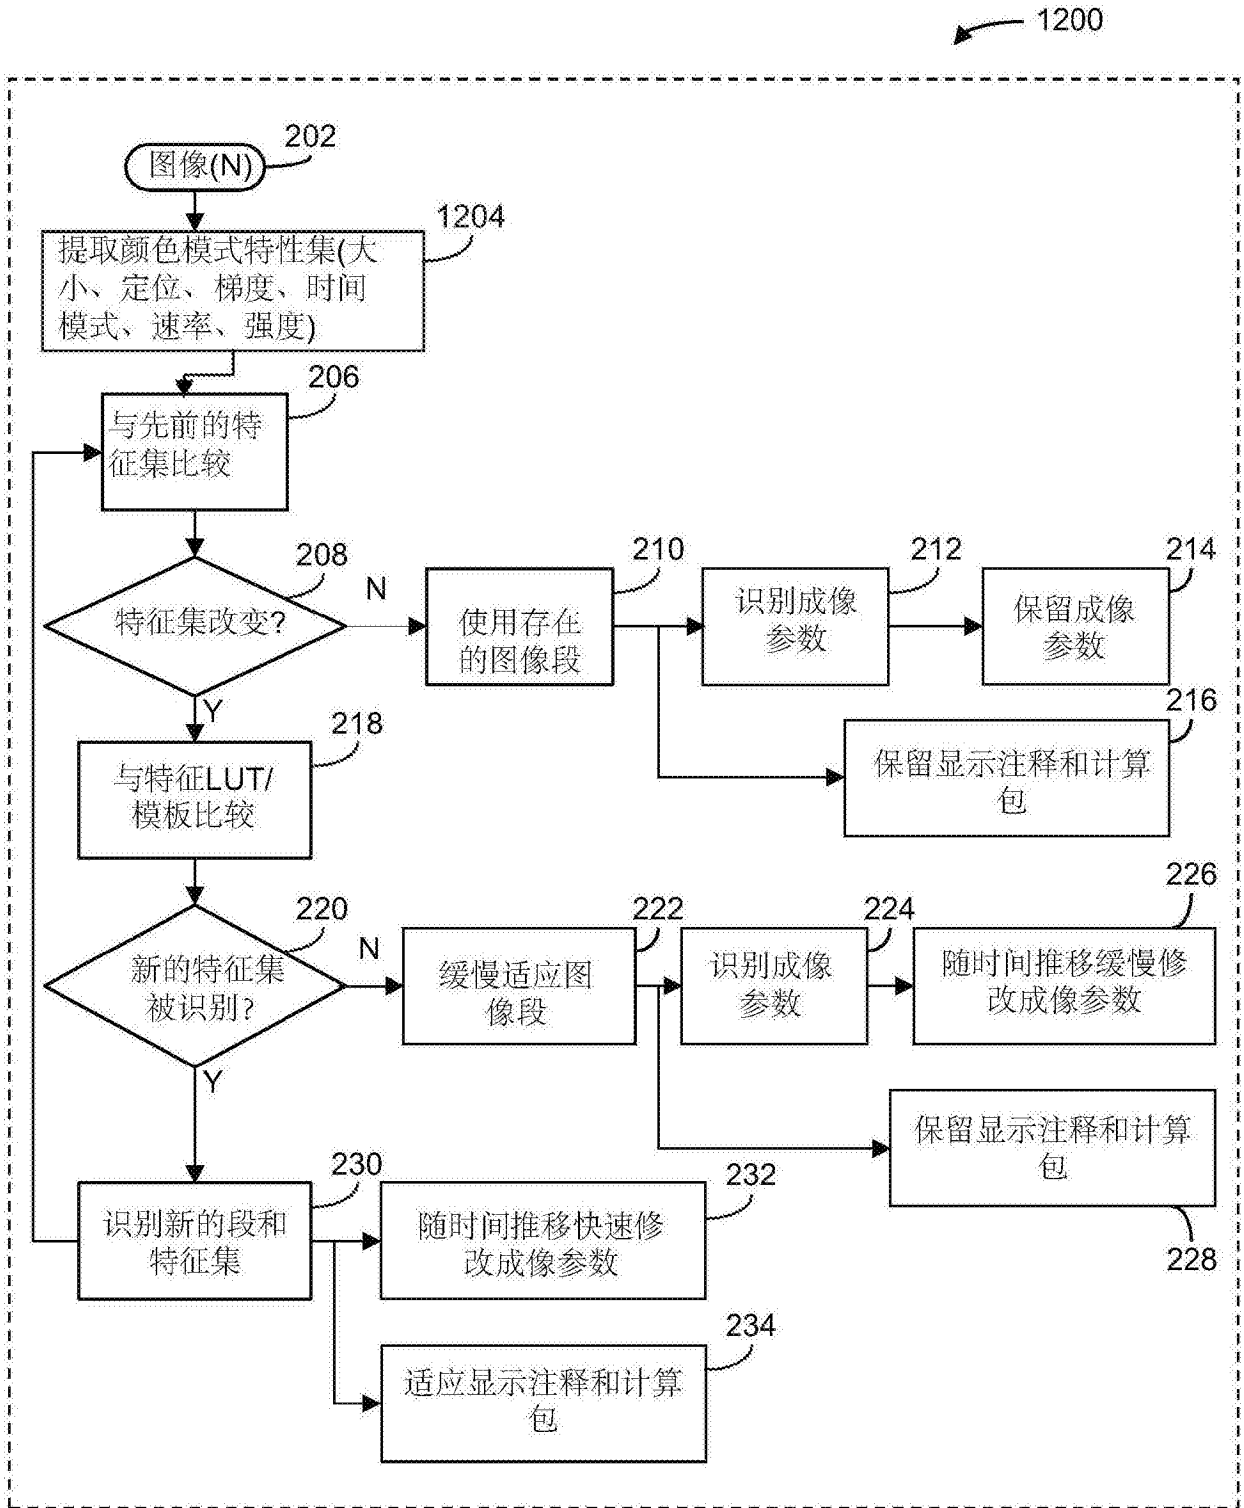 1200
202
图像(N)
1204
提取颜色模式特性集(大
小、定位、梯度、时间
模式、速率、强度)
206
与先前的特
征集比较
208
特征集改变?
N
Y
210
使用存在
的图像段
212
识别成像
参数
214
保留成像
参数
216
保留显示注释和计算
包
218
与特征LUT/
模板比较
220
新的特征集
被识别?
N
Y
222
缓慢适应图
像段
224
识别成像
参数
226
随时间推移缓慢修
改成像参数
保留显示注释和计算
包
228
230
识别新的段和
特征集
232
随时间推移快速修
改成像参数
234
适应显示注释和计算
包